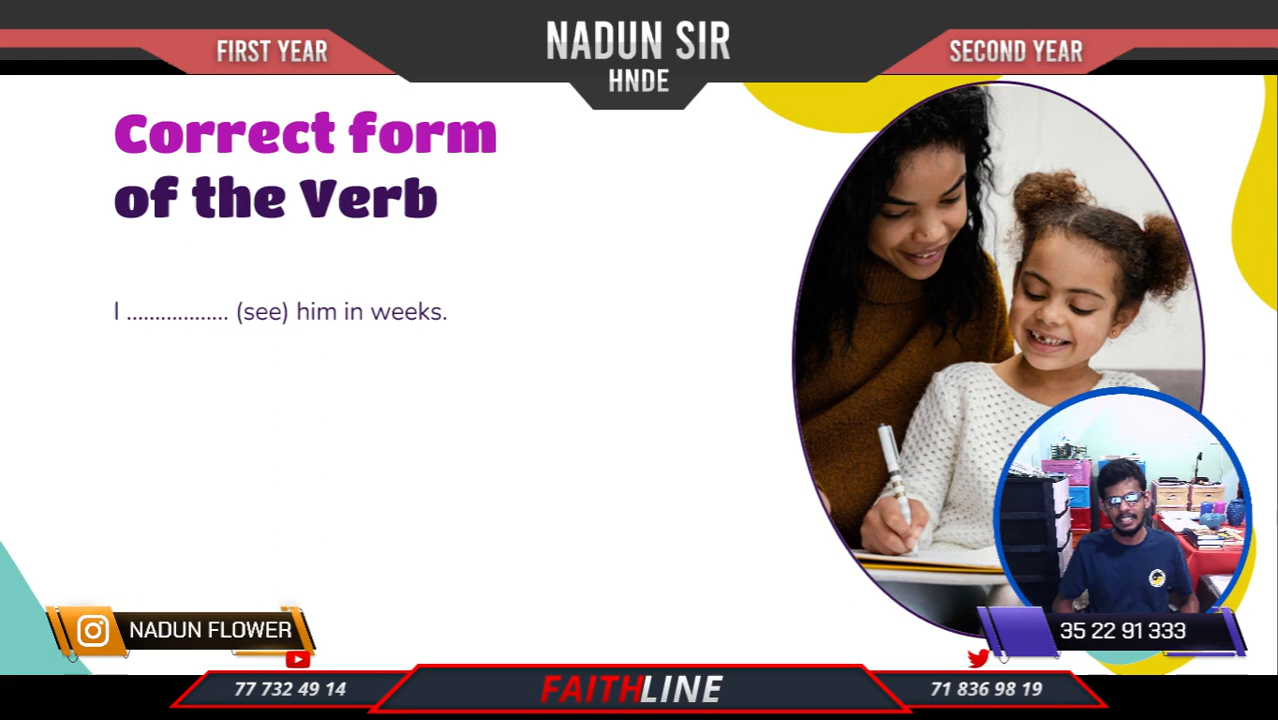 FIRST YEAR
NADUN SIR
HNDE
SECOND YEAR
Correct form
of the Verb
I .................. (see) him in weeks.
NADUN FLOWER
35 22 91 333
77 732 49 14
FAITHLINE
71 836 98 19